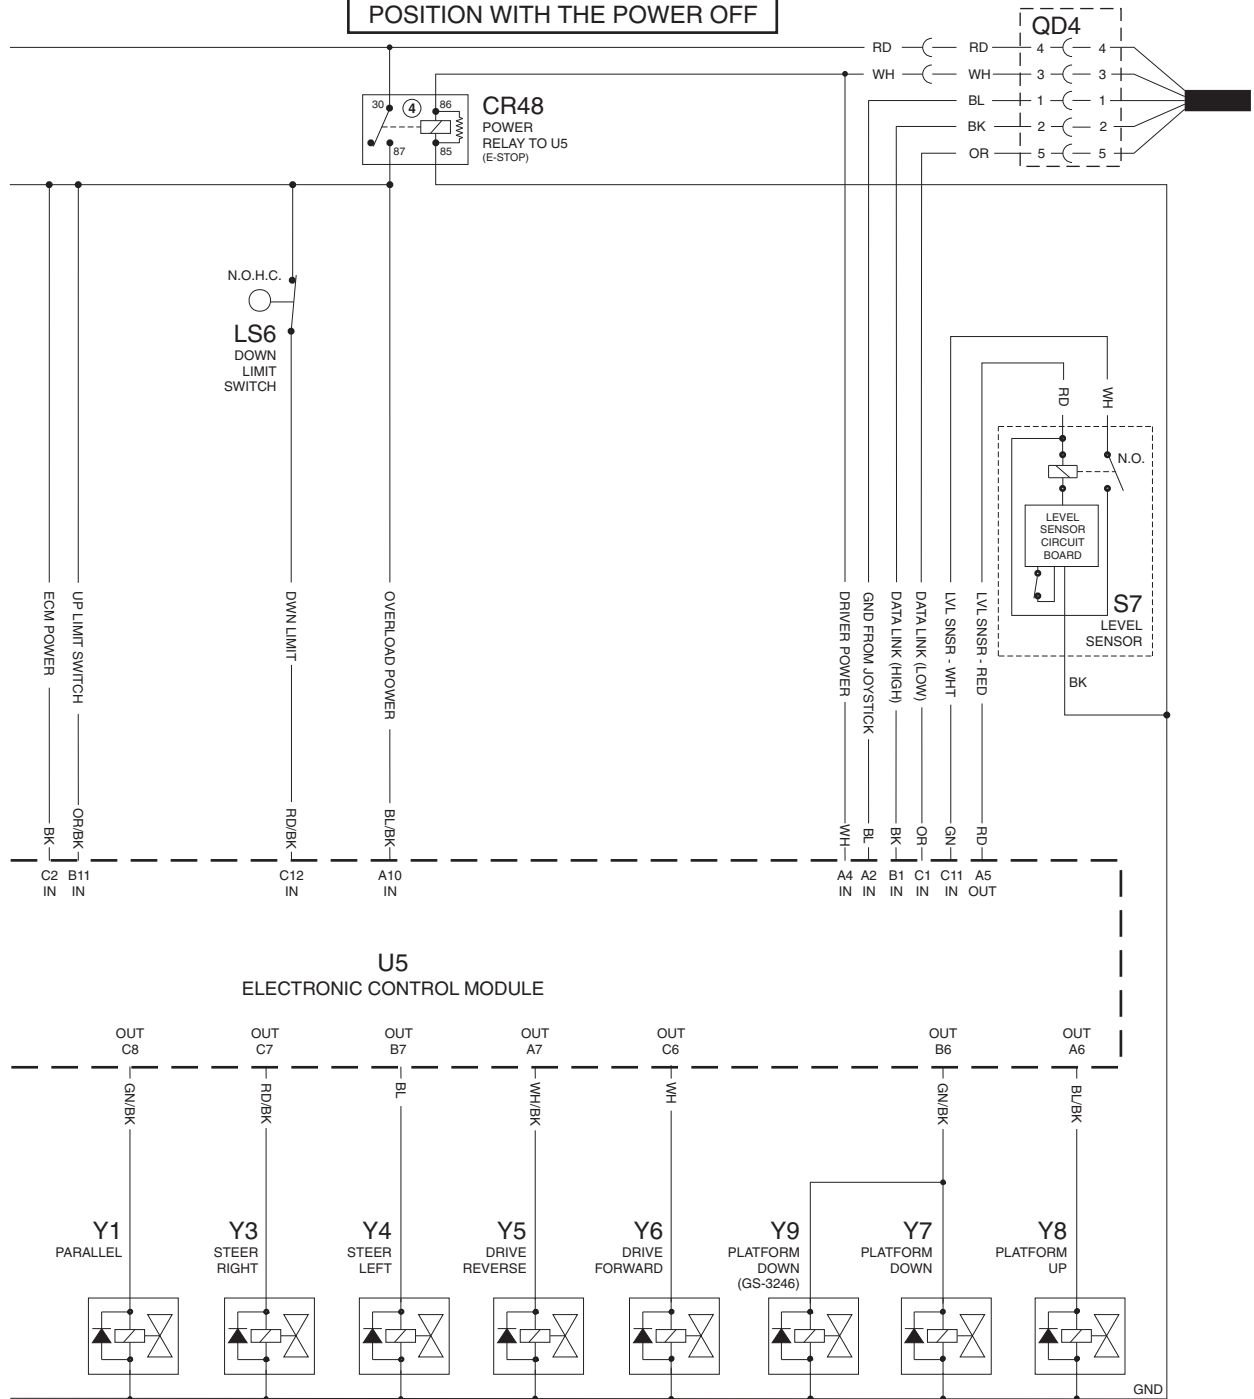 POSITION WITH THE POWER OFF
QD4
RD RD 4 4
WH WH 3 3
BL 1 1
BK 2 2
OR 5 5
30 4 86
87 85
CR48
POWER
RELAY TO U5
(E-STOP)
N.O.H.C.
LS6
DOWN
LIMIT
SWITCH
RD
WH
N.O.
LEVEL
SENSOR
CIRCUIT
BOARD
S7
LEVEL
SENSOR
BK
ECM POWER
UP LIMIT SWITCH
DWN LIMIT
OVERLOAD POWER
DRIVER POWER
GND FROM JOYSTICK
DATA LINK (HIGH)
DATA LINK (LOW)
LVL SNSR - WHT
LVL SNSR - RED
BK
OR/BK
RD/BK
BL/BK
WH
BL
BK
OR
GN
RD
C2 B11 C12 A10 A4 A2 B1 C1 C11 A5
IN IN IN IN IN IN IN IN IN OUT
U5
ELECTRONIC CONTROL MODULE
OUT OUT OUT OUT OUT OUT OUT
C8 C7 B7 A7 C6 B6 A6
GN/BK
RD/BK
BL
WH/BK
WH
GN/BK
BL/BK
Y1
PARALLEL
Y3
STEER
RIGHT
Y4
STEER
LEFT
Y5
DRIVE
REVERSE
Y6
DRIVE
FORWARD
Y9
PLATFORM
DOWN
(GS-3246)
Y7
PLATFORM
DOWN
Y8
PLATFORM
UP
GND